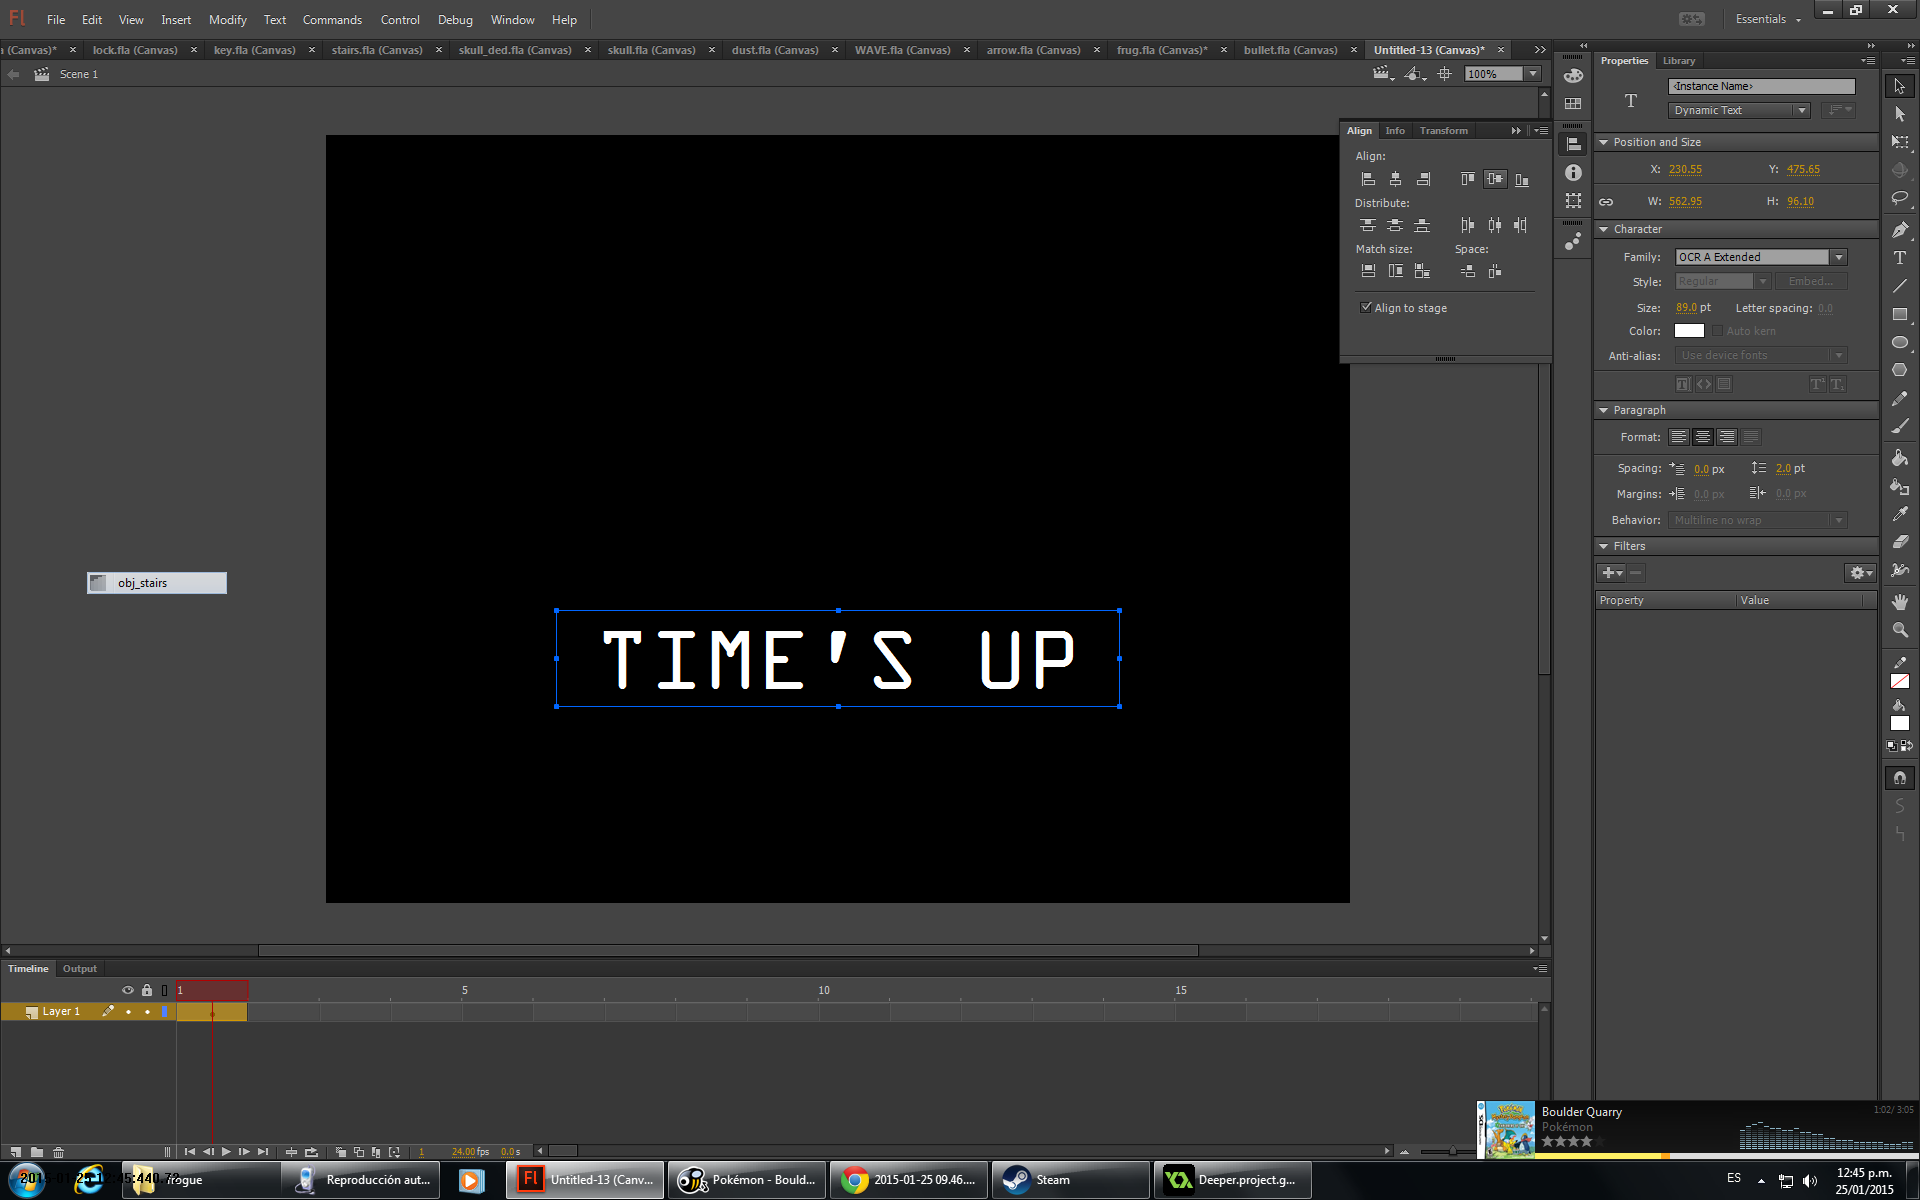 Fl File Edit View Insert Modify Text Commands Control Debug Window Help Essentials
(Canvas)* × lock.fla (Canvas) × key.fla (Canvas) × stairs.fla (Canvas) × skull_ded.fla (Canvas) × skull.fla (Canvas) × dust.fla (Canvas) × WAVE.fla (Canvas) × arrow.fla (Canvas) × frug.fla (Canvas)* × bullet.fla (Canvas) × Untitled-13 (Canvas)* ×
Scene 1 100%
Properties Library
<Instance Name>
Dynamic Text
Position and Size
X: 230.55 Y: 475.65
W: 562.95 H: 96.10
Character
Family: OCR A Extended
Style: Regular Embed...
Size: 89.0 pt Letter spacing: 0.0
Color: Auto kern
Anti-alias: Use device fonts
Paragraph
Format:
Spacing: 0.0 px 2.0 pt
Margins: 0.0 px 0.0 px
Behavior: Multiline no wrap
Filters
Property Value
Align Info Transform
Align:
Distribute:
Match size: Space:
Align to stage
obj_stairs
TIME'S UP
Timeline Output
1 5 10 15
Layer 1
1 24.00 fps 0.0 s
Boulder Quarry 1:02/ 3:05
Pokémon
2015-01-25 12:45:440.73
rogue
Reproducción aut...
Fl Untitled-13 (Canv...
Pokémon - Bould...
2015-01-25 09.46....
Steam
Deeper.project.g...
ES
12:45 p.m.
25/01/2015